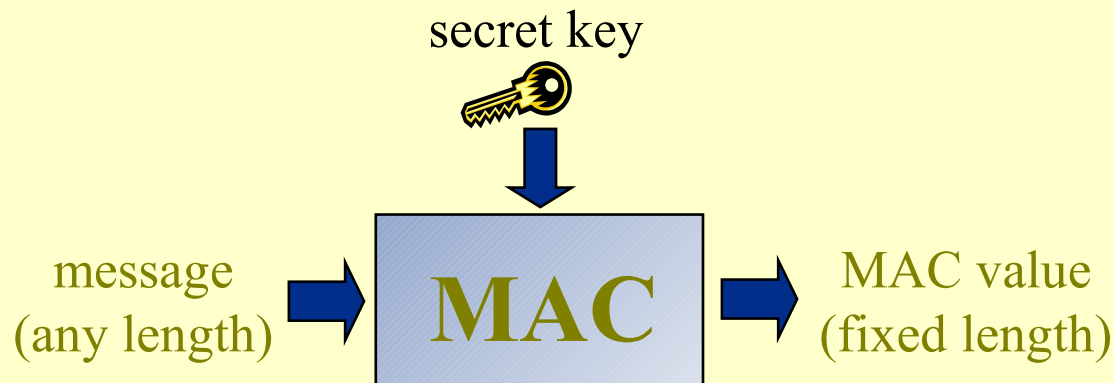 secret key
message
(any length)
MAC
MAC value
(fixed length)